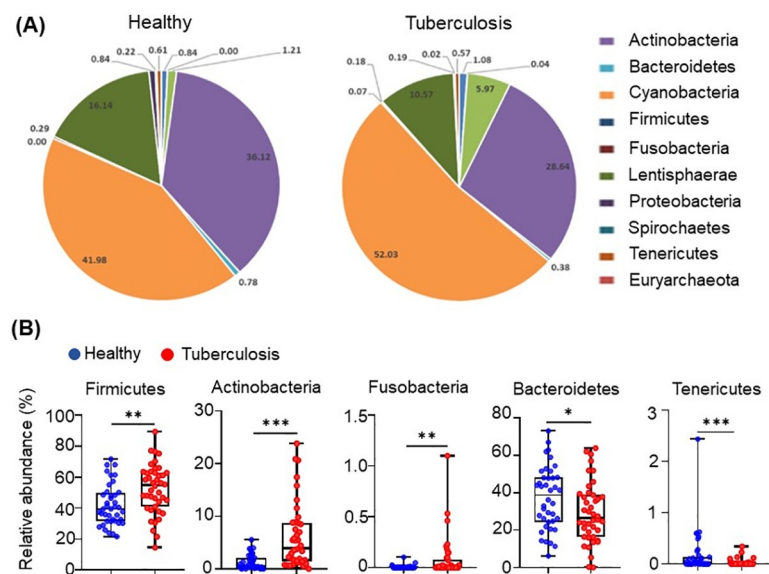 (A)
Healthy
Tuberculosis
0.84
0.22
0.61
0.84
0.00
1.21
16.14
36.12
0.29
0.00
41.98
0.78
0.18
0.19
0.02
0.57
1.08
0.04
0.07
10.57
5.97
28.64
52.03
0.38
Actinobacteria
Bacteroidetes
Cyanobacteria
Firmicutes
Fusobacteria
Lentisphaerae
Proteobacteria
Spirochaetes
Tenericutes
Euryarchaeota
(B)
Healthy Tuberculosis
Relative abundance (%)
Firmicutes
**
100
80
60
40
20
0
Actinobacteria
***
30
20
10
0
Fusobacteria
**
1.5
1.0
0.5
0.0
Bacteroidetes
*
80
60
40
20
0
Tenericutes
***
3
2
1
0